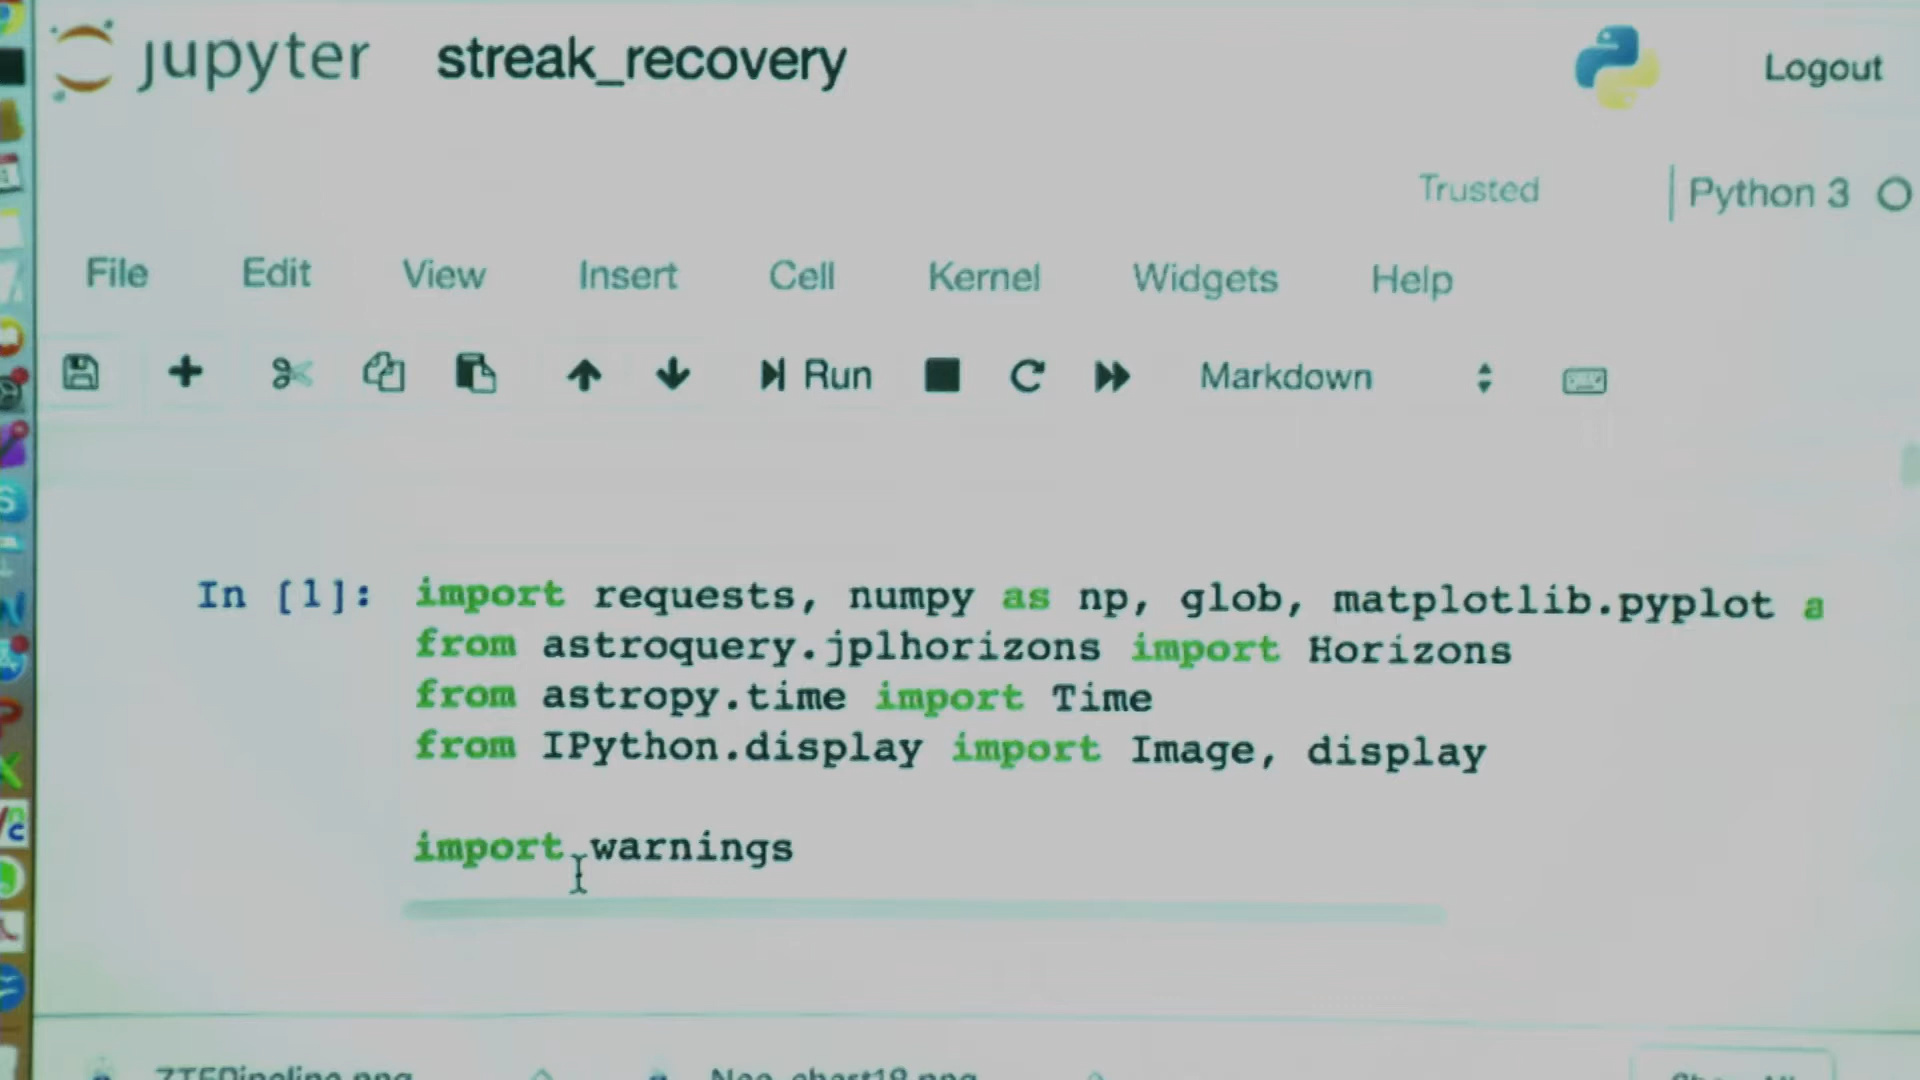 jupyter streak_recovery Logout
Trusted Python 3
File Edit View Insert Cell Kernel Widgets Help
Run Markdown
In [1]: import requests, numpy as np, glob, matplotlib.pyplot a
from astroquery.jplhorizons import Horizons
from astropy.time import Time
from IPython.display import Image, display
import warnings